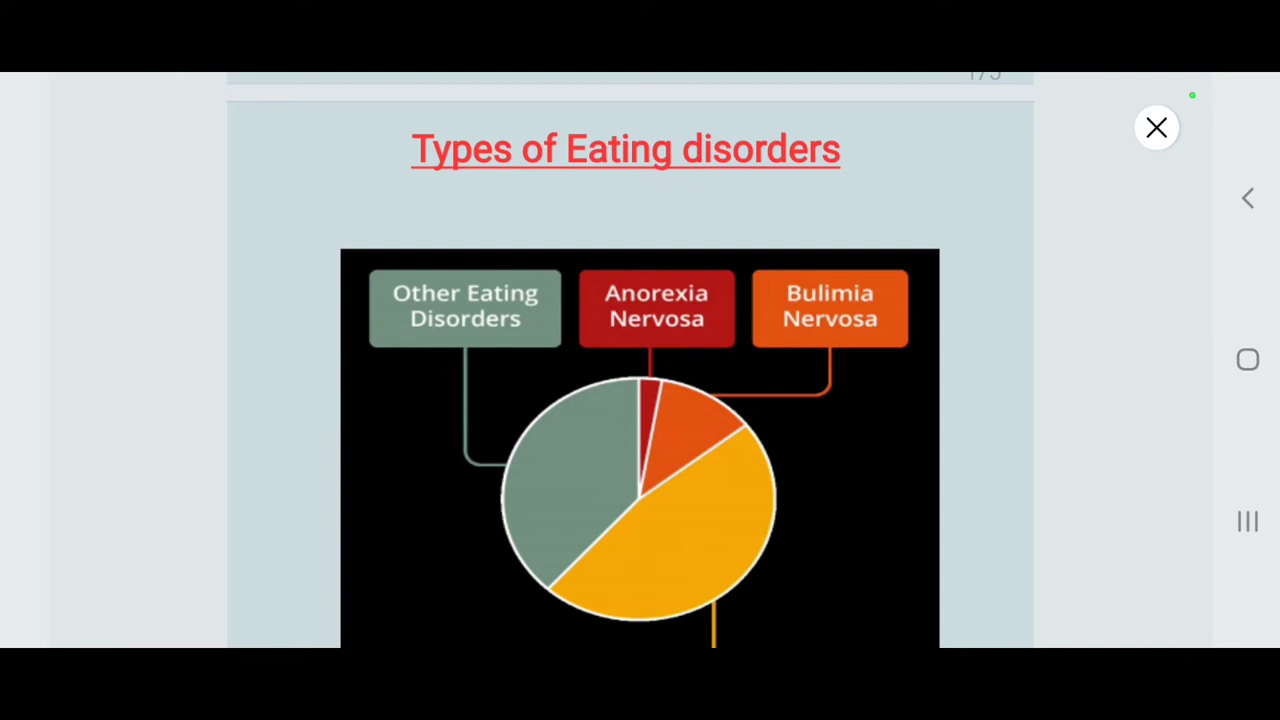 Types of Eating disorders
Other Eating
Disorders
Anorexia
Nervosa
Bulimia
Nervosa